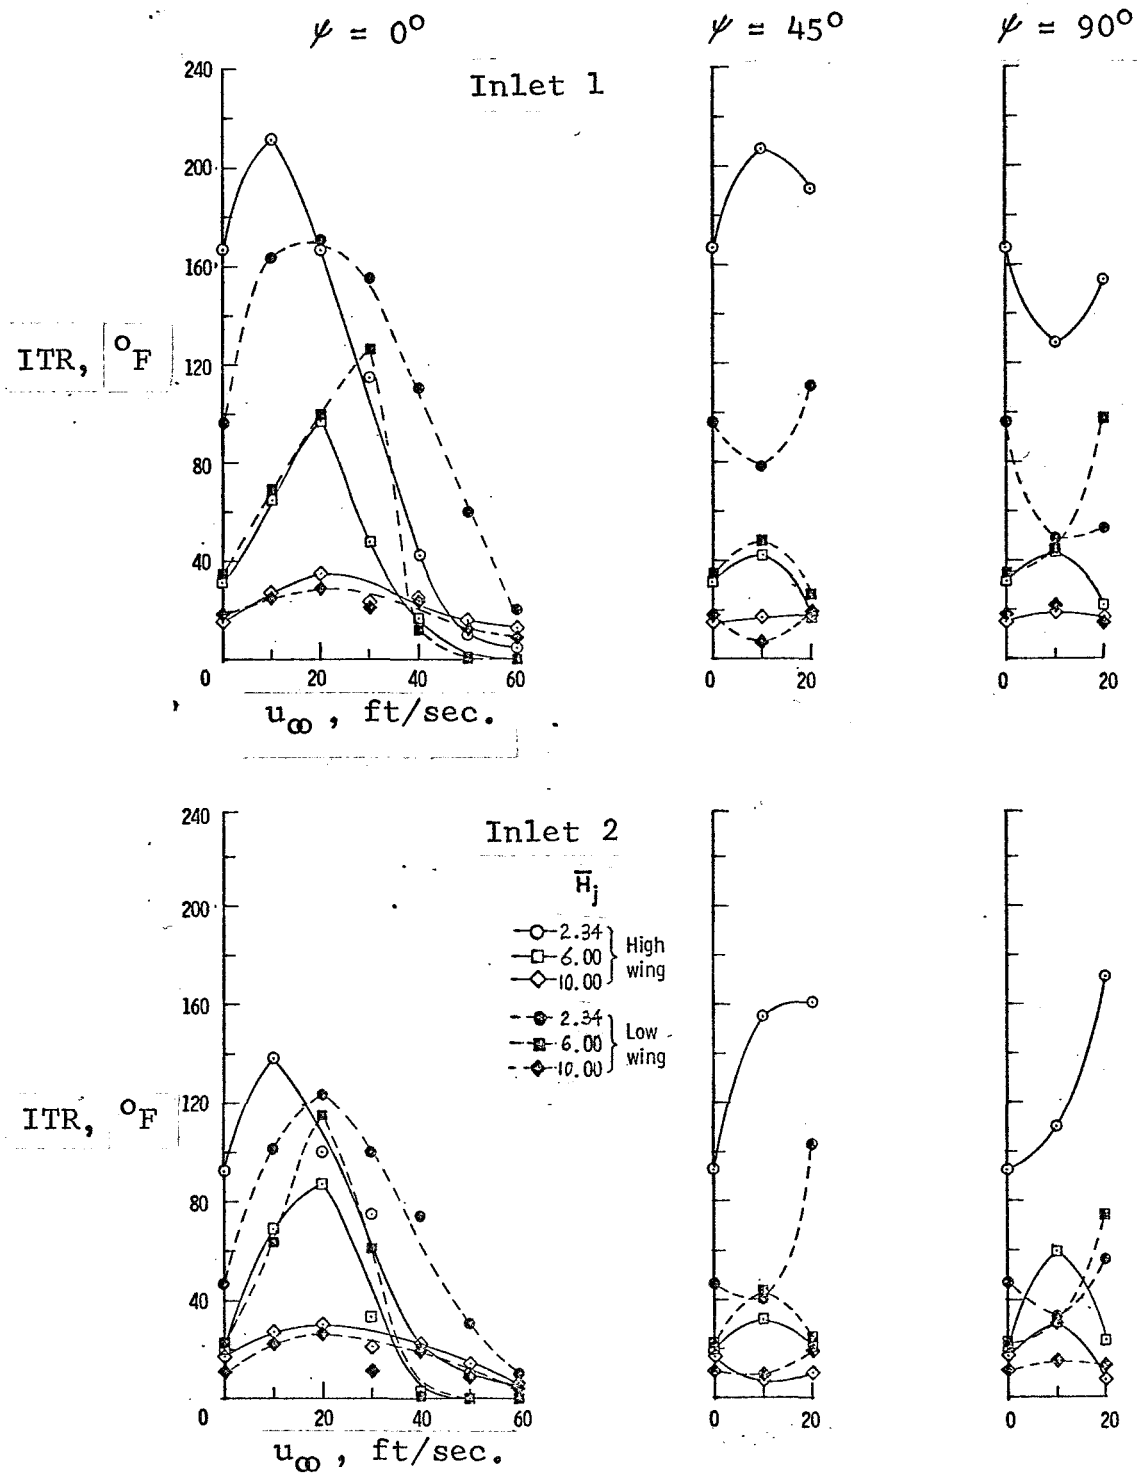 ψ = 0° ψ = 45° ψ = 90°
Inlet 1
240
200
160
120
80
40
0 20 40 60
0 20
0 20
ITR, °F
u∞, ft/sec.
Inlet 2
H̄j
2.34
6.00
10.00
High wing
2.34
6.00
10.00
Low wing
240
200
160
120
80
40
0 20 40 60
0 20
0 20
ITR, °F
u∞, ft/sec.